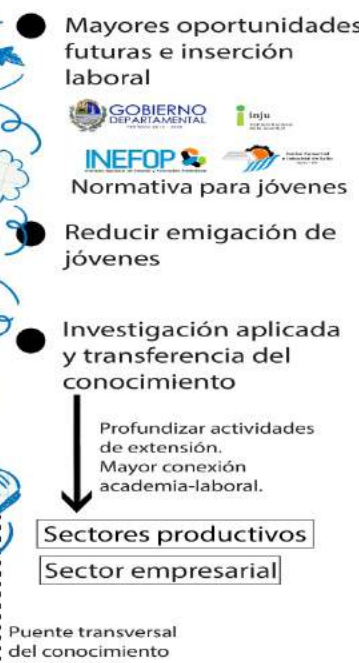 Mayores oportunidades
futuras e inserción
laboral
GOBIERNO
DEPARTAMENTAL
inju
INEFOP
Normativa para jóvenes
Reducir emigación de
jóvenes
Investigación aplicada
y transferencia del
conocimiento
Profundizar actividades
de extensión.
Mayor conexión
academia-laboral.
Sectores productivos
Sector empresarial
Puente transversal
del conocimiento